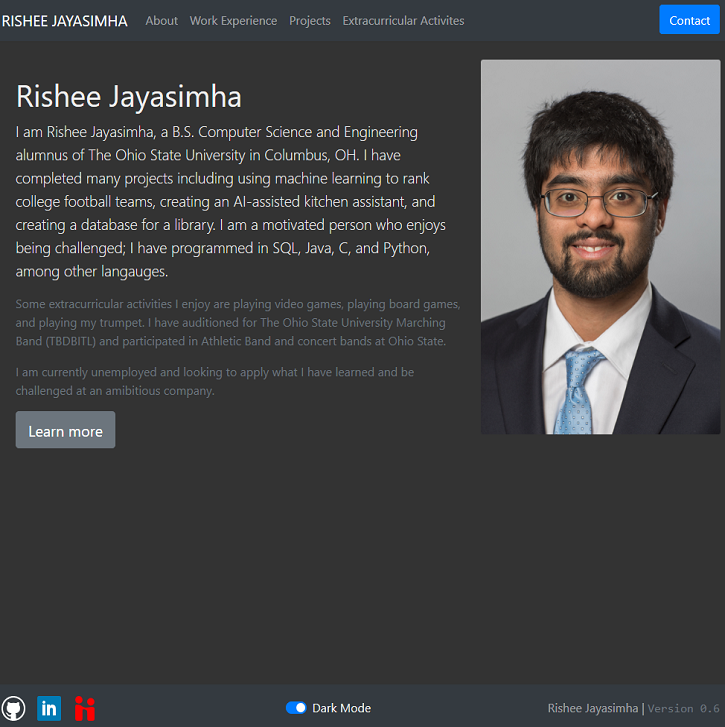 RISHEE JAYASIMHA About Work Experience Projects Extracurricular Activites Contact
Rishee Jayasimha
I am Rishee Jayasimha, a B.S. Computer Science and Engineering
alumnus of The Ohio State University in Columbus, OH. I have
completed many projects including using machine learning to rank
college football teams, creating an AI-assisted kitchen assistant, and
creating a database for a library. I am a motivated person who enjoys
being challenged; I have programmed in SQL, Java, C, and Python,
among other langauges.
Some extracurricular activities I enjoy are playing video games, playing board games,
and playing my trumpet. I have auditioned for The Ohio State University Marching
Band (TBDBITL) and participated in Athletic Band and concert bands at Ohio State.
I am currently unemployed and looking to apply what I have learned and be
challenged at an amibitious company.
Learn more
in Dark Mode Rishee Jayasimha | Version 0.6